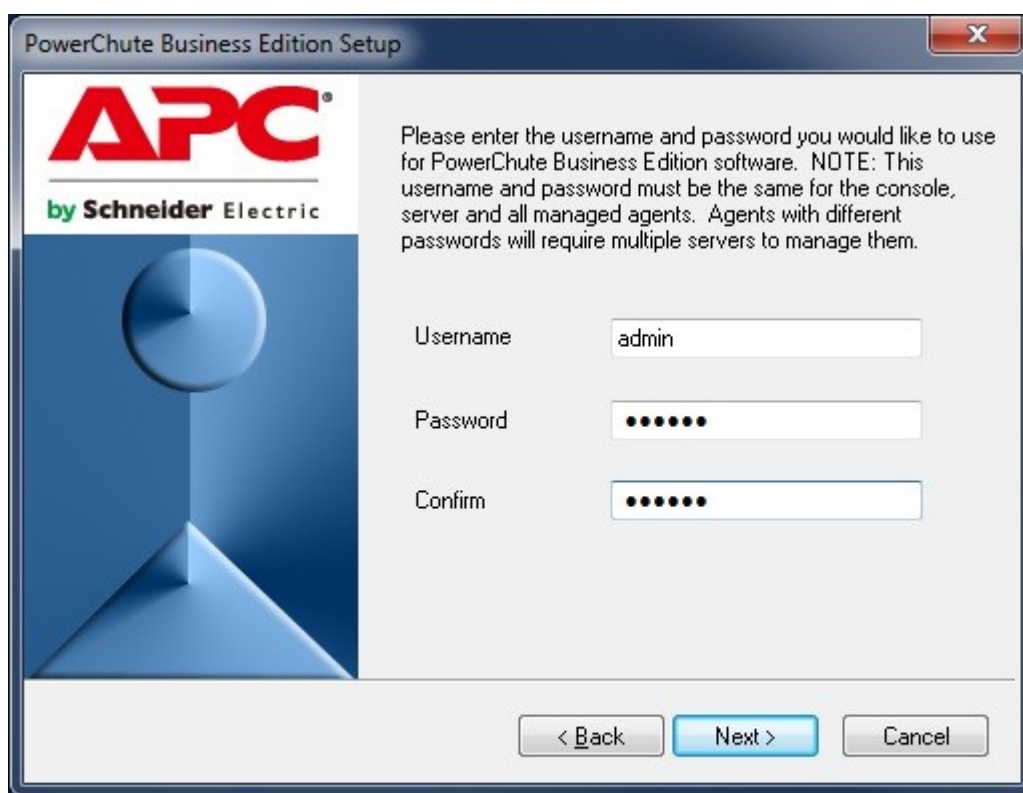 PowerChute Business Edition Setup
APC®
by Schneider Electric
Please enter the username and password you would like to use
for PowerChute Business Edition software.  NOTE: This
username and password must be the same for the console,
server and all managed agents.  Agents with different
passwords will require multiple servers to manage them.
Username admin
Password ●●●●●●
Confirm ●●●●●●
< Back Next > Cancel